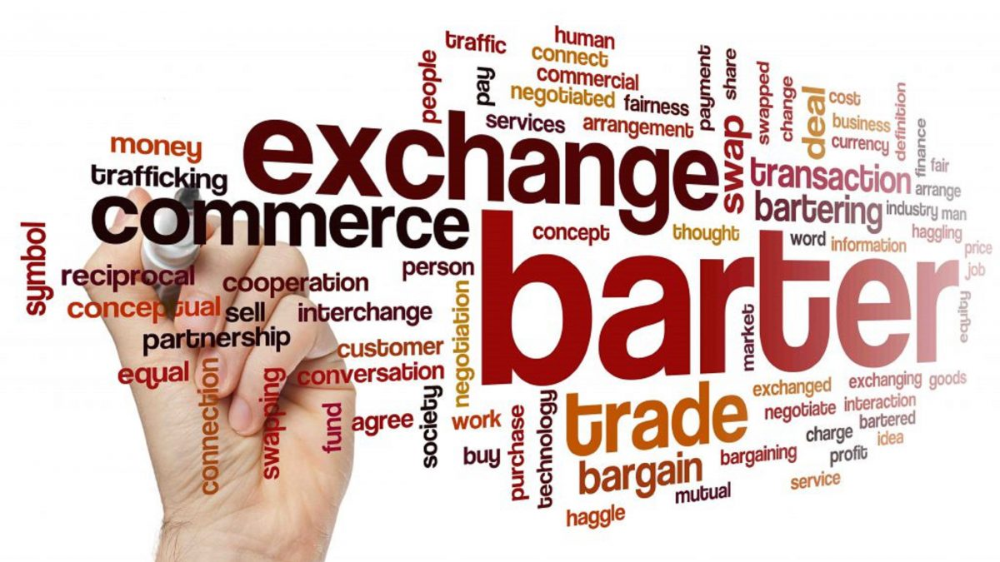 human
traffic
connect
people
pay
commercial
payment
share
negotiated
fairness
swapped
change
deal
cost
definition
services
arrangement
business
currency
finance
money
exchange
swap
transaction
fair
trafficking
arrange
commerce
bartering
industry
man
concept
thought
haggling
symbol
word
information
price
reciprocal
cooperation
person
barter
job
conceptual
sell
interchange
negotiation
market
equity
partnership
customer
equal
connection
swapping
conversation
society
exchanged
exchanging
goods
fund
agree
work
purchase
technology
trade
negotiate
interaction
bartered
charge
idea
buy
bargain
bargaining
profit
mutual
service
haggle